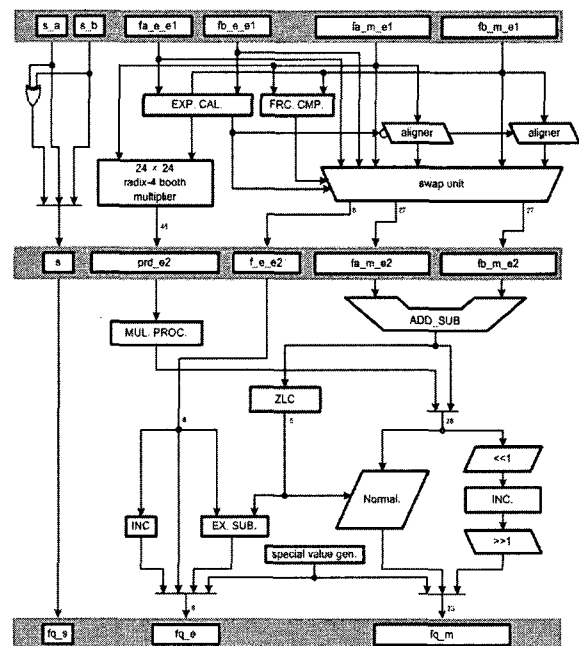 s_a s_b fa_e_e1 fb_e_e1 fa_m_e1 fb_m_e1
EXP. CAL. FRC. CMP. aligner aligner
24 × 24
radix-4 booth
multiplier
swap unit
8 27 27
s prd_e2 f_e_e2 fa_m_e2 fb_m_e2
MUL. PROC. ADD_SUB
ZLC
28
5
<<1
Normal. INC.
INC EX. SUB.
>>1
special value gen.
8 23
fq_s fq_e fq_m